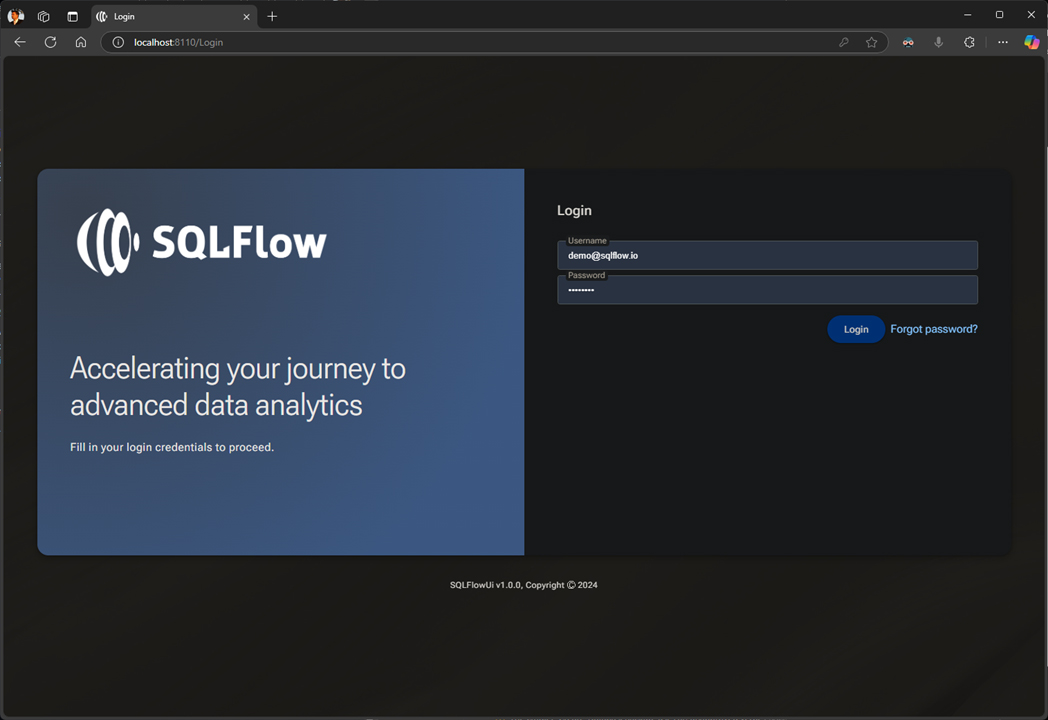 Login
localhost:8110/Login
SQLFlow
Accelerating your journey to
advanced data analytics
Fill in your login credentials to proceed.
Login
Username
demo@sqlflow.io
Password
••••••••
Login Forgot password?
SQLFlowUi v1.0.0, Copyright © 2024